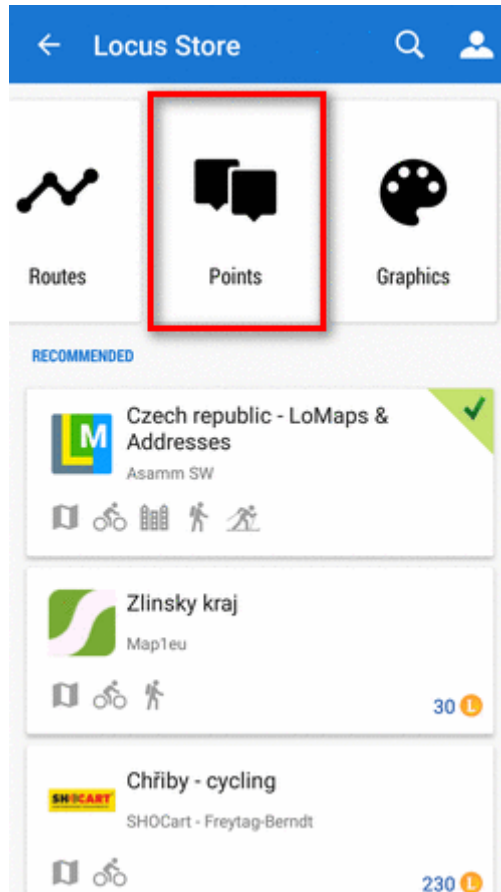 Locus Store
Routes
Points
Graphics
RECOMMENDED
Czech republic - LoMaps &
Addresses
Asamm SW
Zlinsky kraj
Map1eu
30 L
Chřiby - cycling
SHOCART
SHOCart - Freytag-Berndt
230 L